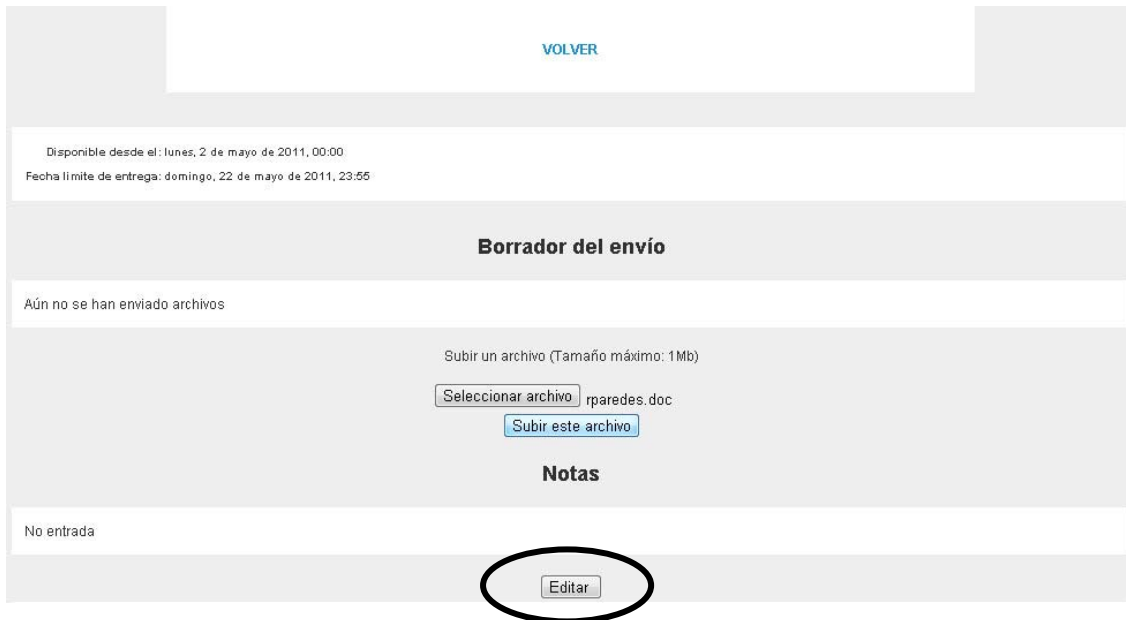 VOLVER
Disponible desde el: lunes, 2 de mayo de 2011, 00:00
Fecha limite de entrega: domingo, 22 de mayo de 2011, 23:55
Borrador del envío
Aún no se han enviado archivos
Subir un archivo (Tamaño máximo: 1Mb)
Seleccionar archivo rparedes.doc
Subir este archivo
Notas
No entrada
Editar